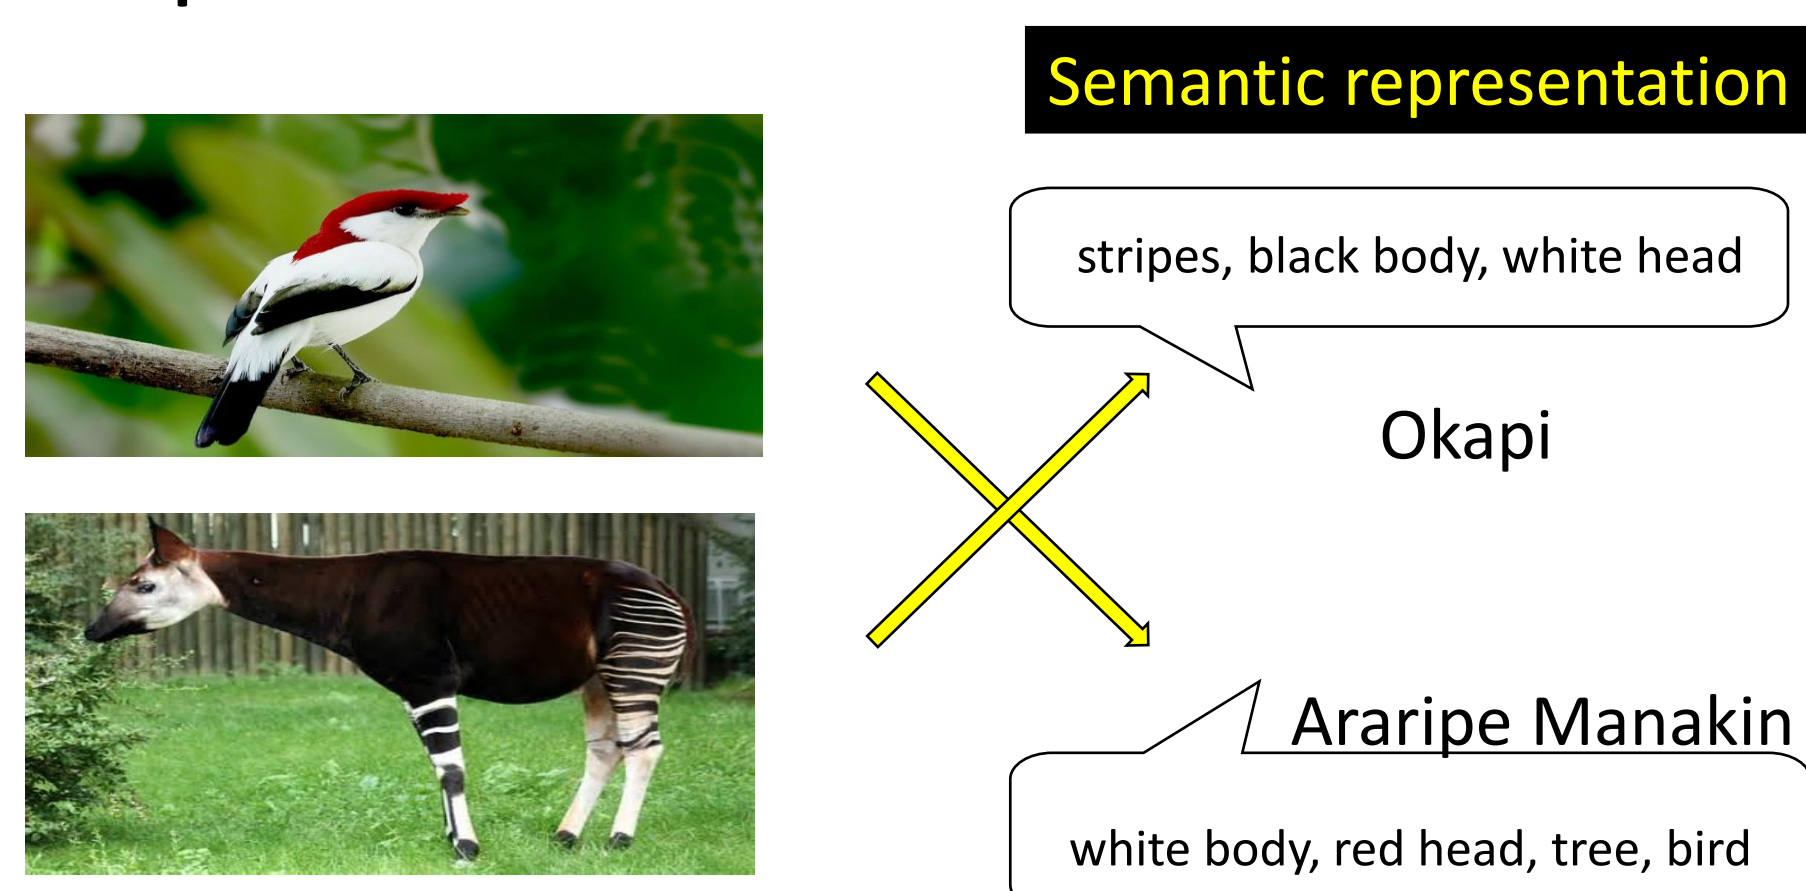 Semantic representation
stripes, black body, white head
Okapi
Araripe Manakin
white body, red head, tree, bird